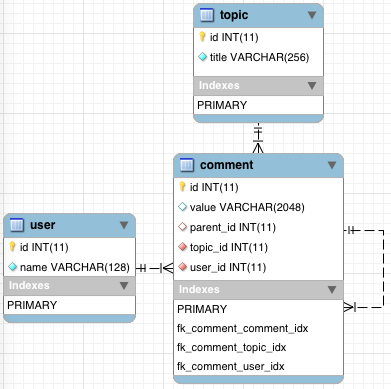 topic
id INT(11)
title VARCHAR(256)
Indexes
PRIMARY
comment
id INT(11)
value VARCHAR(2048)
parent_id INT(11)
topic_id INT(11)
user_id INT(11)
Indexes
PRIMARY
fk_comment_comment_idx
fk_comment_topic_idx
fk_comment_user_idx
user
id INT(11)
name VARCHAR(128)
Indexes
PRIMARY